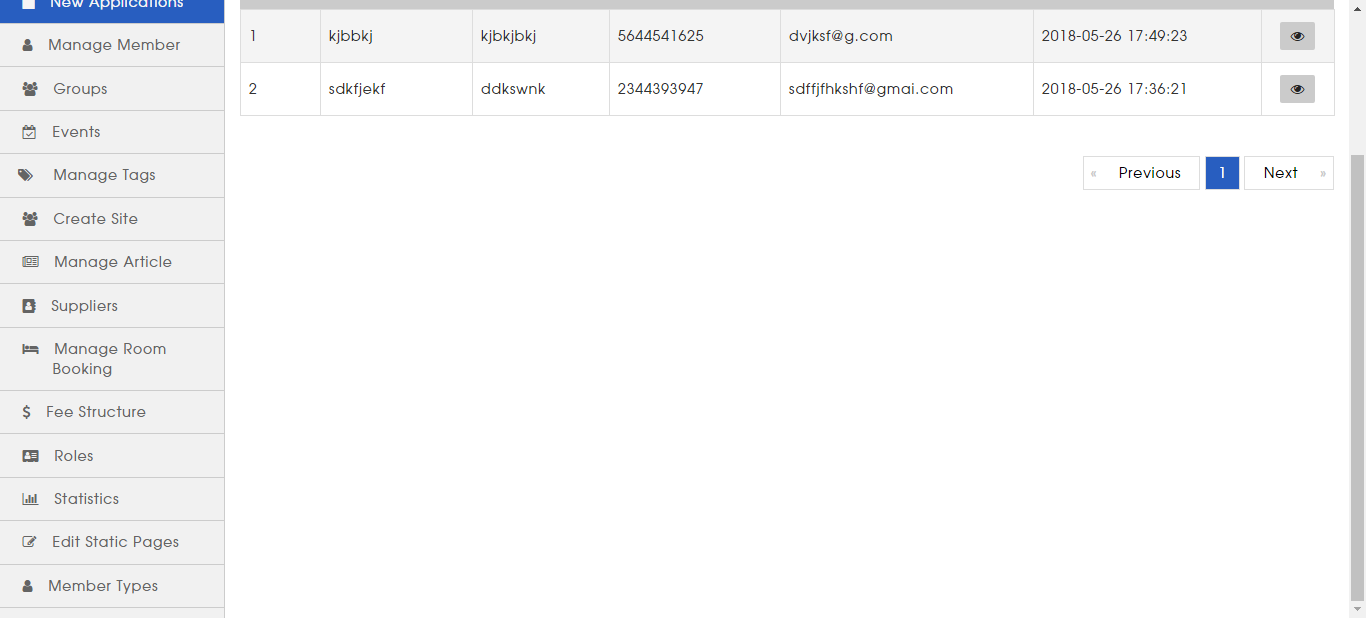 New Applications
Manage Member
Groups
Events
Manage Tags
Create Site
Manage Article
Suppliers
Manage Room
Booking
$ Fee Structure
Roles
Statistics
Edit Static Pages
Member Types
1 kjbbkj kjbkjbkj 5644541625 dvjksf@g.com 2018-05-26 17:49:23
2 sdkfjekf ddkswnk 2344393947 sdffjfhkshf@gmai.com 2018-05-26 17:36:21
« Previous 1 Next »